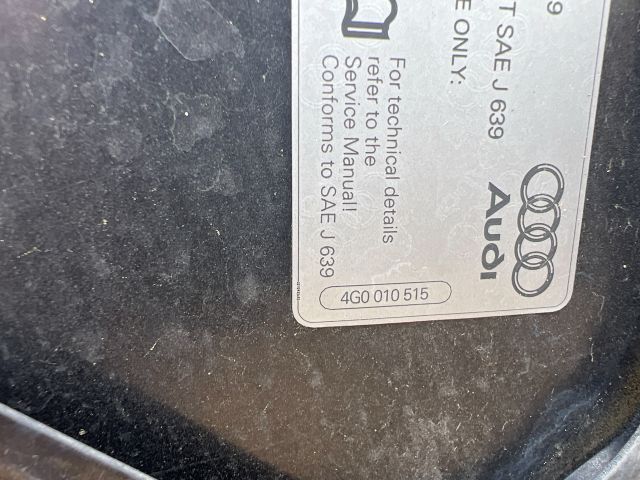 9
T SAE J 639
E ONLY:
Audi
For technical details
refer to the
Service Manual!
Conforms to SAE J 639
4G0 010 515